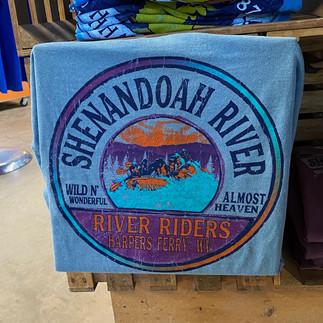 SHENANDOAH RIVER
WILD N'
WONDERFUL
ALMOST
HEAVEN
RIVER RIDERS
HARPERS FERRY, WV